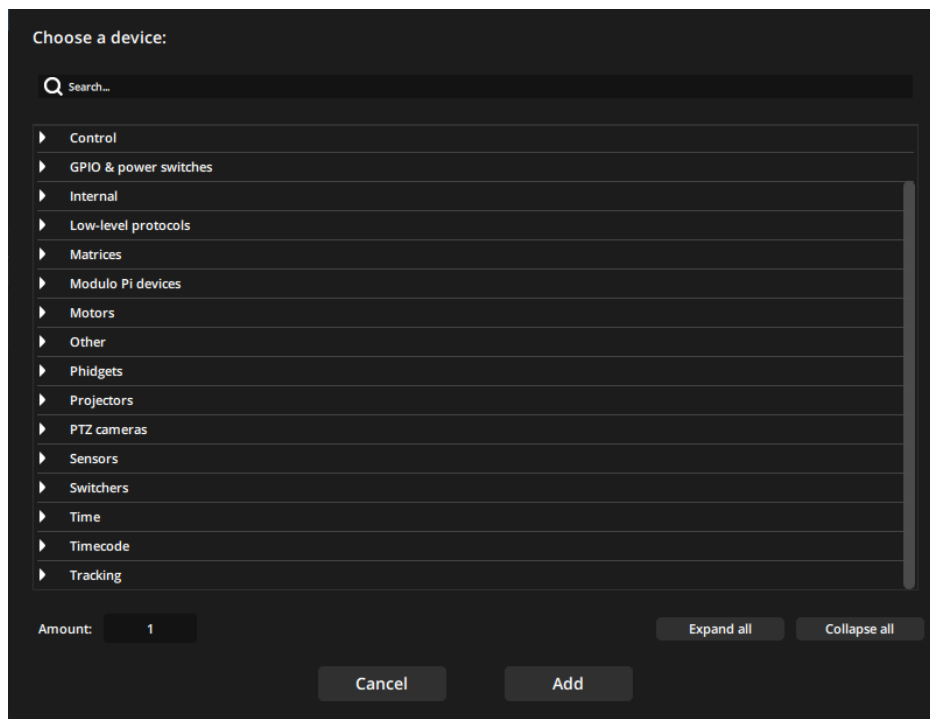 Choose a device:
Search...
Control
GPIO & power switches
Internal
Low-level protocols
Matrices
Modulo Pi devices
Motors
Other
Phidgets
Projectors
PTZ cameras
Sensors
Switchers
Time
Timecode
Tracking
Amount: 1 Expand all Collapse all
Cancel Add